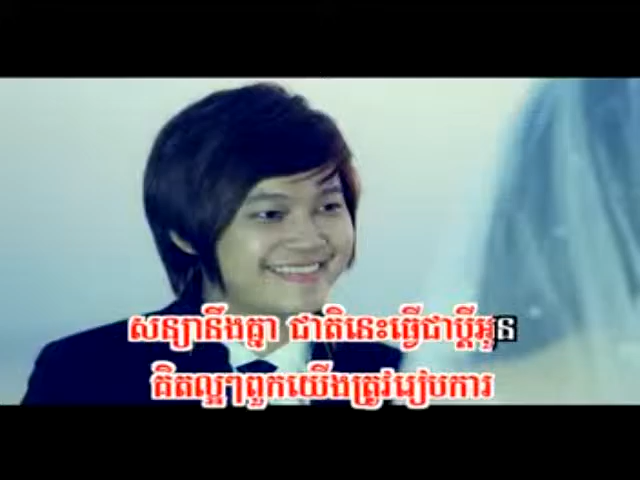 សន្យានឹងគ្នា ជាតិនេះធ្វើជាប្ដីអូន
គិតល្អៗពួកយើងត្រូវរៀបការ